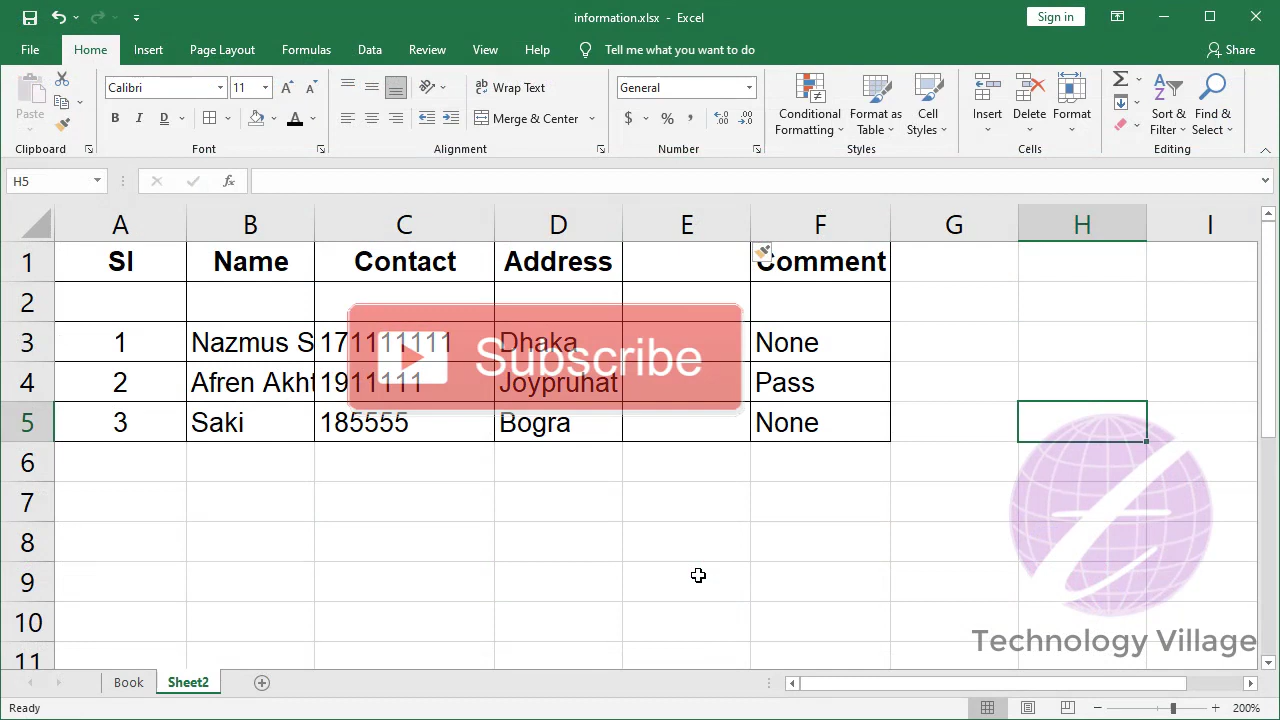 information.xlsx - Excel
Sign in
File Home Insert Page Layout Formulas Data Review View Help Tell me what you want to do Share
Paste
Clipboard
Calibri 11
B I D
A
Font
Wrap Text
Merge & Center
Alignment
General
$ % ,
Number
Conditional Formatting
Format as Table
Cell Styles
Styles
Insert Delete Format
Cells
Sort & Filter
Find & Select
Editing
H5 fx
A B C D E F G H I
1 Sl Name Contact Address Comment
2
3 1 Nazmus S 171111111 Dhaka None
4 2 Afren Akht 1911111 Joypruhat Pass
5 3 Saki 185555 Bogra None
Subscribe
6
7
8
9
10
11
Technology Village
Book Sheet2
Ready 200%